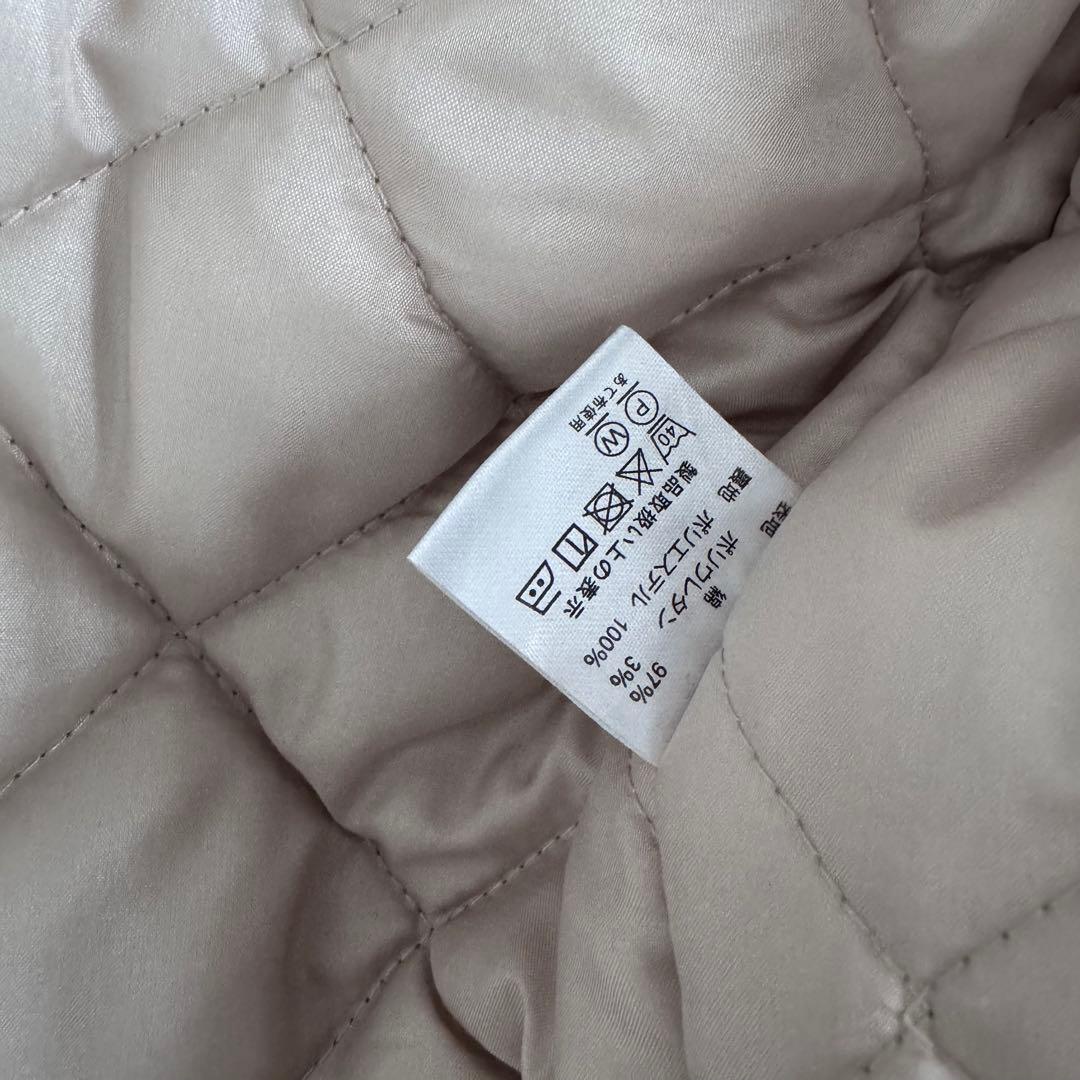 表地 綿 97%
ポリウレタン 3%
裏地 ポリエステル 100%
製品取扱い上の表示
40
P W
あて布使用